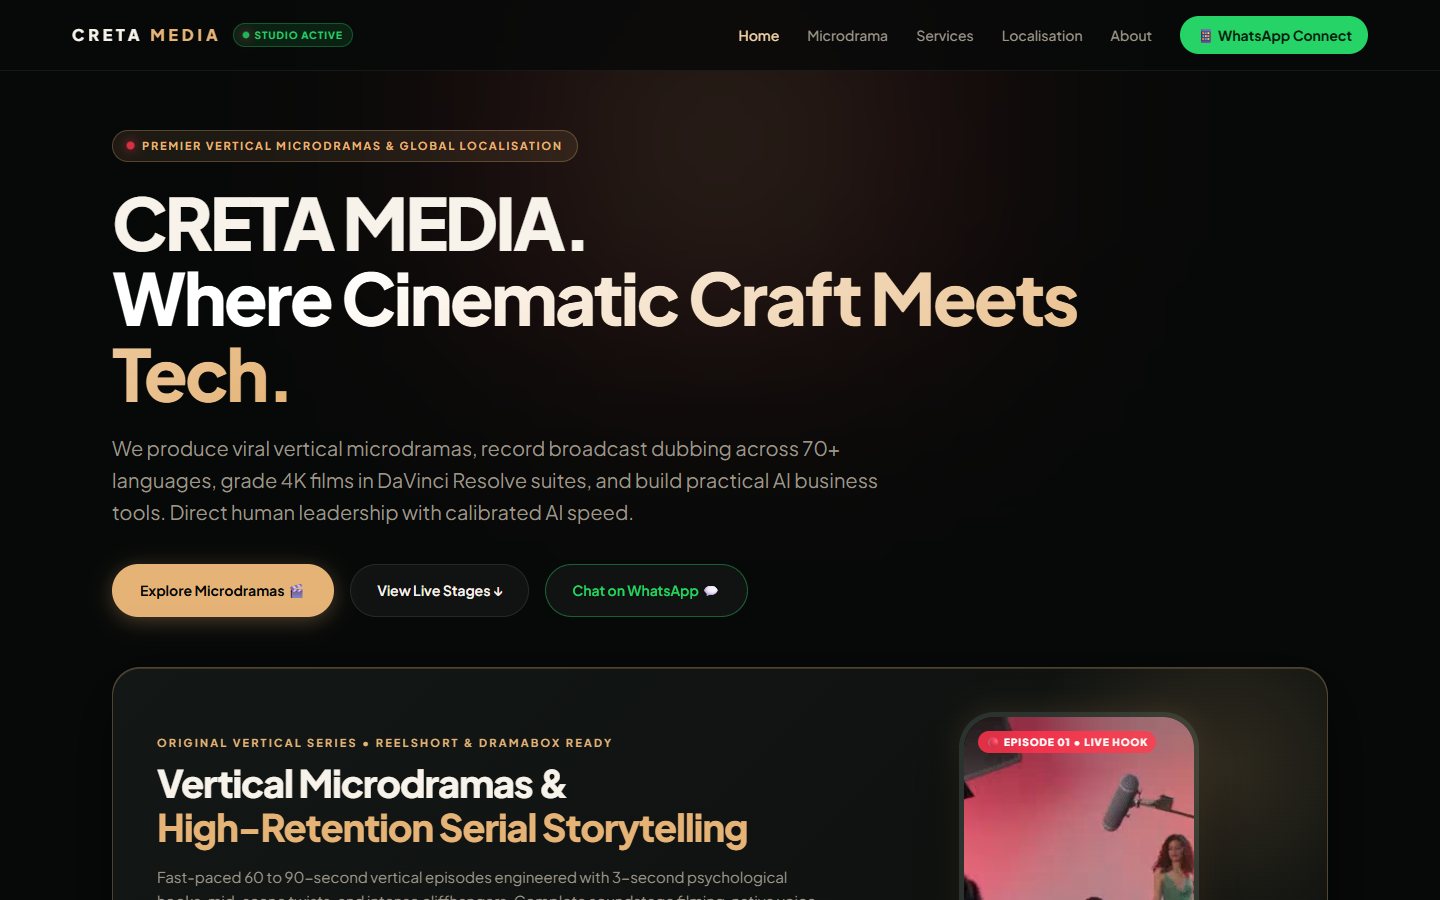 CRETA MEDIA
STUDIO ACTIVE
Home
Microdrama
Services
Localisation
About
WhatsApp Connect
PREMIER VERTICAL MICRODRAMAS & GLOBAL LOCALISATION
CRETA MEDIA.
Where Cinematic Craft Meets
Tech.
We produce viral vertical microdramas, record broadcast dubbing across 70+
languages, grade 4K films in DaVinci Resolve suites, and build practical AI business
tools. Direct human leadership with calibrated AI speed.
Explore Microdramas
View Live Stages ↓
Chat on WhatsApp
ORIGINAL VERTICAL SERIES • REELSHORT & DRAMABOX READY
EPISODE 01 • LIVE HOOK
Vertical Microdramas &
High-Retention Serial Storytelling
Fast-paced 60 to 90-second vertical episodes engineered with 3-second psychological